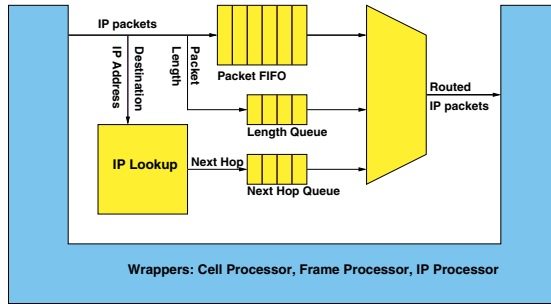 IP packets
Destination
IP Address
Packet
Length
Packet FIFO
Length Queue
IP Lookup
Next Hop
Next Hop Queue
Routed
IP packets
Wrappers: Cell Processor, Frame Processor, IP Processor